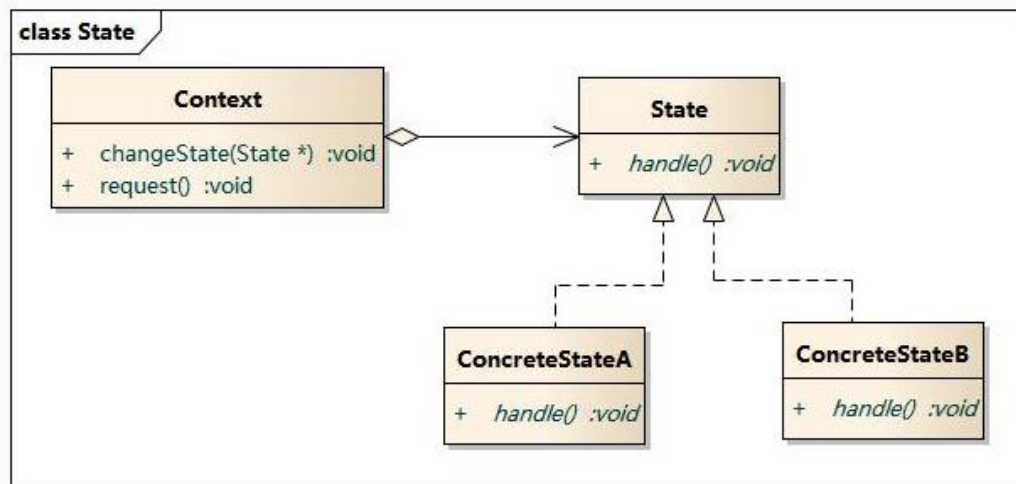 class State
Context
+ changeState(State *) :void
+ request() :void
State
+ handle() :void
ConcreteStateA
+ handle() :void
ConcreteStateB
+ handle() :void